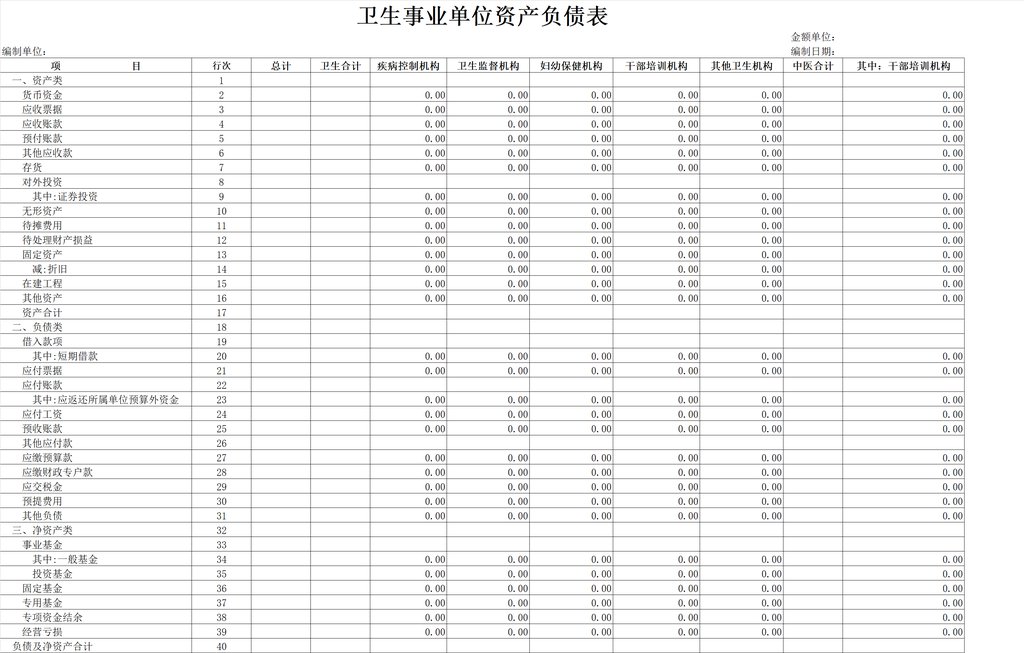 卫生事业单位资产负债表
金额单位：
编制单位： 编制日期：
项 目 行次 总计 卫生合计 疾病控制机构 卫生监督机构 妇幼保健机构 干部培训机构 其他卫生机构 中医合计 其中：干部培训机构
一、资产类 1
货币资金 2 0.00 0.00 0.00 0.00 0.00 0.00
应收票据 3 0.00 0.00 0.00 0.00 0.00 0.00
应收账款 4 0.00 0.00 0.00 0.00 0.00 0.00
预付账款 5 0.00 0.00 0.00 0.00 0.00 0.00
其他应收款 6 0.00 0.00 0.00 0.00 0.00 0.00
存货 7 0.00 0.00 0.00 0.00 0.00 0.00
对外投资 8
其中:证券投资 9 0.00 0.00 0.00 0.00 0.00 0.00
无形资产 10 0.00 0.00 0.00 0.00 0.00 0.00
待摊费用 11 0.00 0.00 0.00 0.00 0.00 0.00
待处理财产损益 12 0.00 0.00 0.00 0.00 0.00 0.00
固定资产 13 0.00 0.00 0.00 0.00 0.00 0.00
减:折旧 14 0.00 0.00 0.00 0.00 0.00 0.00
在建工程 15 0.00 0.00 0.00 0.00 0.00 0.00
其他资产 16 0.00 0.00 0.00 0.00 0.00 0.00
资产合计 17
二、负债类 18
借入款项 19
其中:短期借款 20 0.00 0.00 0.00 0.00 0.00 0.00
应付票据 21 0.00 0.00 0.00 0.00 0.00 0.00
应付账款 22
其中:应返还所属单位预算外资金 23 0.00 0.00 0.00 0.00 0.00 0.00
应付工资 24 0.00 0.00 0.00 0.00 0.00 0.00
预收账款 25 0.00 0.00 0.00 0.00 0.00 0.00
其他应付款 26
应缴预算款 27 0.00 0.00 0.00 0.00 0.00 0.00
应缴财政专户款 28 0.00 0.00 0.00 0.00 0.00 0.00
应交税金 29 0.00 0.00 0.00 0.00 0.00 0.00
预提费用 30 0.00 0.00 0.00 0.00 0.00 0.00
其他负债 31 0.00 0.00 0.00 0.00 0.00 0.00
三、净资产类 32
事业基金 33
其中:一般基金 34 0.00 0.00 0.00 0.00 0.00 0.00
投资基金 35 0.00 0.00 0.00 0.00 0.00 0.00
固定基金 36 0.00 0.00 0.00 0.00 0.00 0.00
专用基金 37 0.00 0.00 0.00 0.00 0.00 0.00
专项资金结余 38 0.00 0.00 0.00 0.00 0.00 0.00
经营亏损 39 0.00 0.00 0.00 0.00 0.00 0.00
负债及净资产合计 40